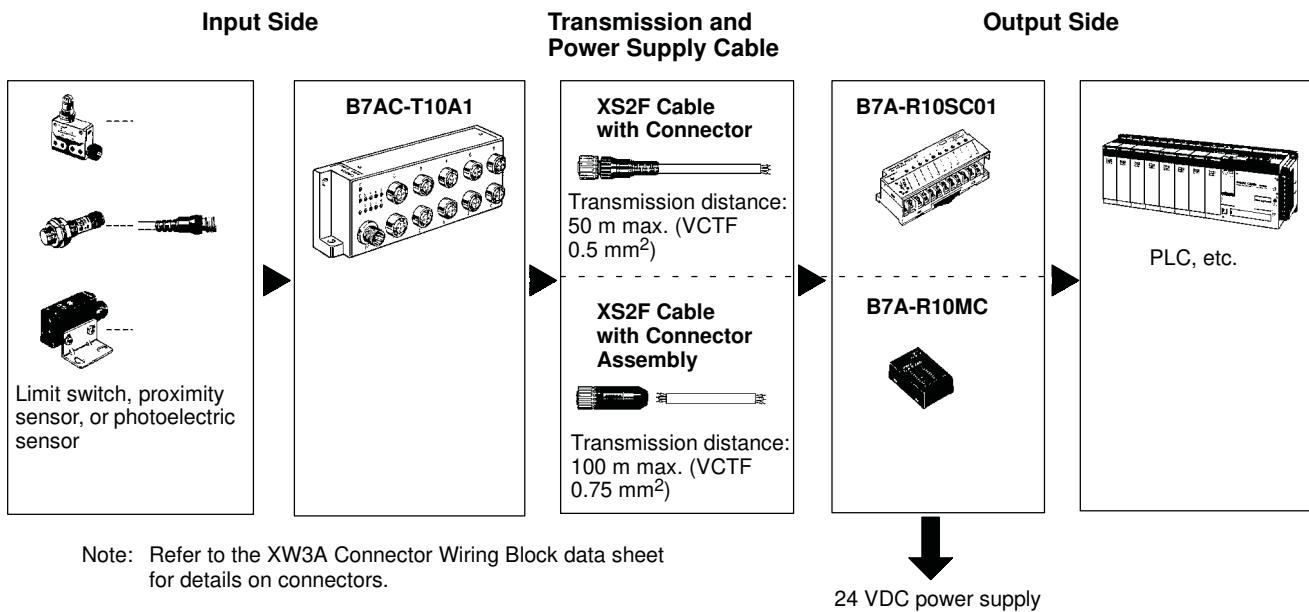 Input Side
Transmission and
Power Supply Cable
Output Side
B7AC-T10A1
XS2F Cable
with Connector
Transmission distance:
50 m max. (VCTF
0.5 mm²)
XS2F Cable
with Connector
Assembly
Transmission distance:
100 m max. (VCTF
0.75 mm²)
B7A-R10SC01
B7A-R10MC
PLC, etc.
Limit switch, proximity
sensor, or photoelectric
sensor
Note: Refer to the XW3A Connector Wiring Block data sheet
for details on connectors.
24 VDC power supply